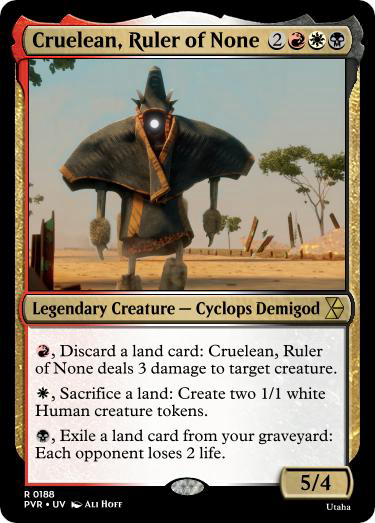 Cruelean, Ruler of None 2
Legendary Creature — Cyclops Demigod
, Discard a land card: Cruelean, Ruler
of None deals 3 damage to target creature.
, Sacrifice a land: Create two 1/1 white
Human creature tokens.
, Exile a land card from your graveyard:
Each opponent loses 2 life.
5/4
R 0188
PVR • UV Ali Hoff
Utaha